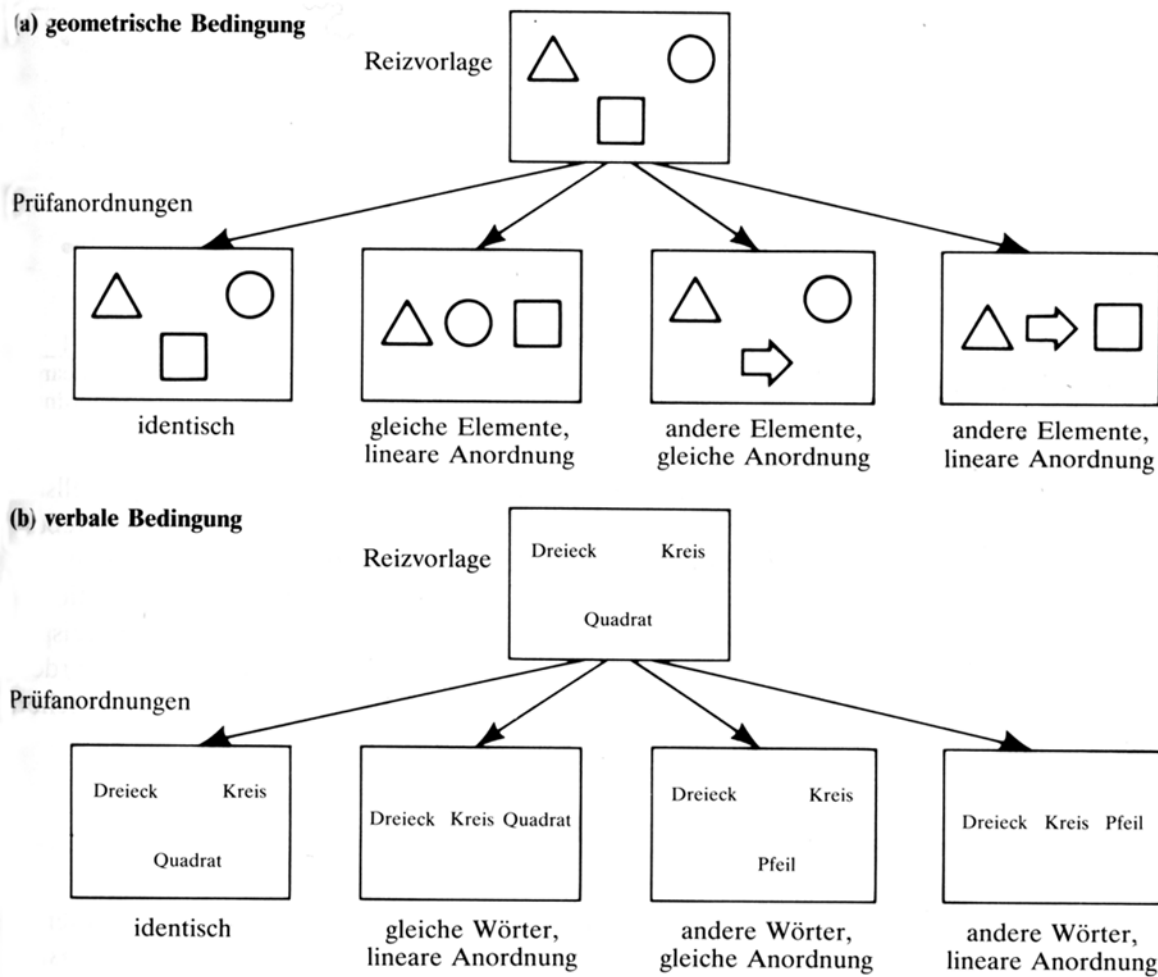 (a) geometrische Bedingung
Reizvorlage
Prüfanordnungen
identisch
gleiche Elemente,
lineare Anordnung
andere Elemente,
gleiche Anordnung
andere Elemente,
lineare Anordnung
(b) verbale Bedingung
Reizvorlage
Dreieck Kreis
Quadrat
Prüfanordnungen
Dreieck Kreis
Quadrat
identisch
Dreieck Kreis Quadrat
gleiche Wörter,
lineare Anordnung
Dreieck Kreis
Pfeil
andere Wörter,
gleiche Anordnung
Dreieck Kreis Pfeil
andere Wörter,
lineare Anordnung